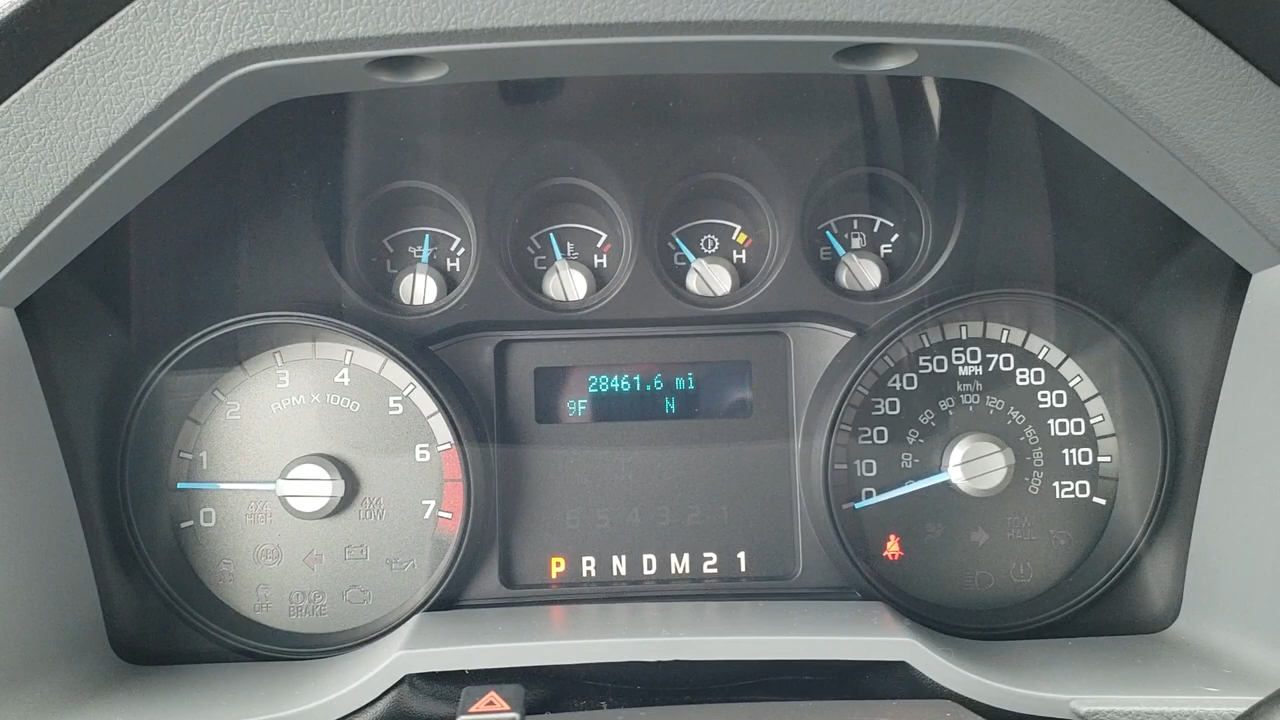 L H
C H
C H
E F
0 1 2 3 4 5 6 7
RPM X 1000
4X4 HIGH
4X4 LOW
ABS
OFF
BRAKE
28461.6 mi
9F N
6 5 4 3 2 1
P R N D M 2 1
0 10 20 30 40 50 60 70 80 90 100 110 120
MPH
km/h
20 40 60 80 100 120 140 160 180 200
TOW
HAUL